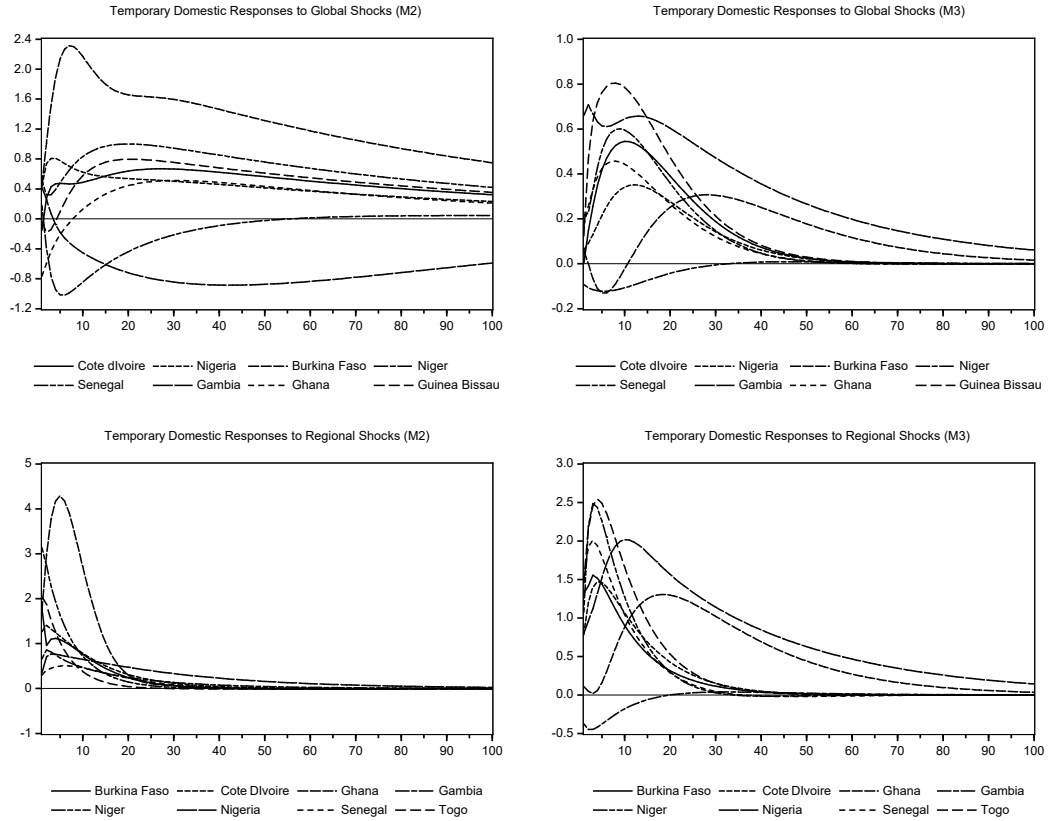 Temporary Domestic Responses to Global Shocks (M2)
2.4
2.0
1.6
1.2
0.8
0.4
0.0
-0.4
-0.8
-1.2
10 20 30 40 50 60 70 80 90 100
Cote dIvoire Nigeria Burkina Faso Niger
Senegal Gambia Ghana Guinea Bissau
Temporary Domestic Responses to Global Shocks (M3)
1.0
0.8
0.6
0.4
0.2
0.0
-0.2
10 20 30 40 50 60 70 80 90 100
Cote dIvoire Nigeria Burkina Faso Niger
Senegal Gambia Ghana Guinea Bissau
Temporary Domestic Responses to Regional Shocks (M2)
5
4
3
2
1
0
-1
10 20 30 40 50 60 70 80 90 100
Burkina Faso Cote DIvoire Ghana Gambia
Niger Nigeria Senegal Togo
Temporary Domestic Responses to Regional Shocks (M3)
3.0
2.5
2.0
1.5
1.0
0.5
0.0
-0.5
10 20 30 40 50 60 70 80 90 100
Burkina Faso Cote DIvoire Ghana Gambia
Niger Nigeria Senegal Togo